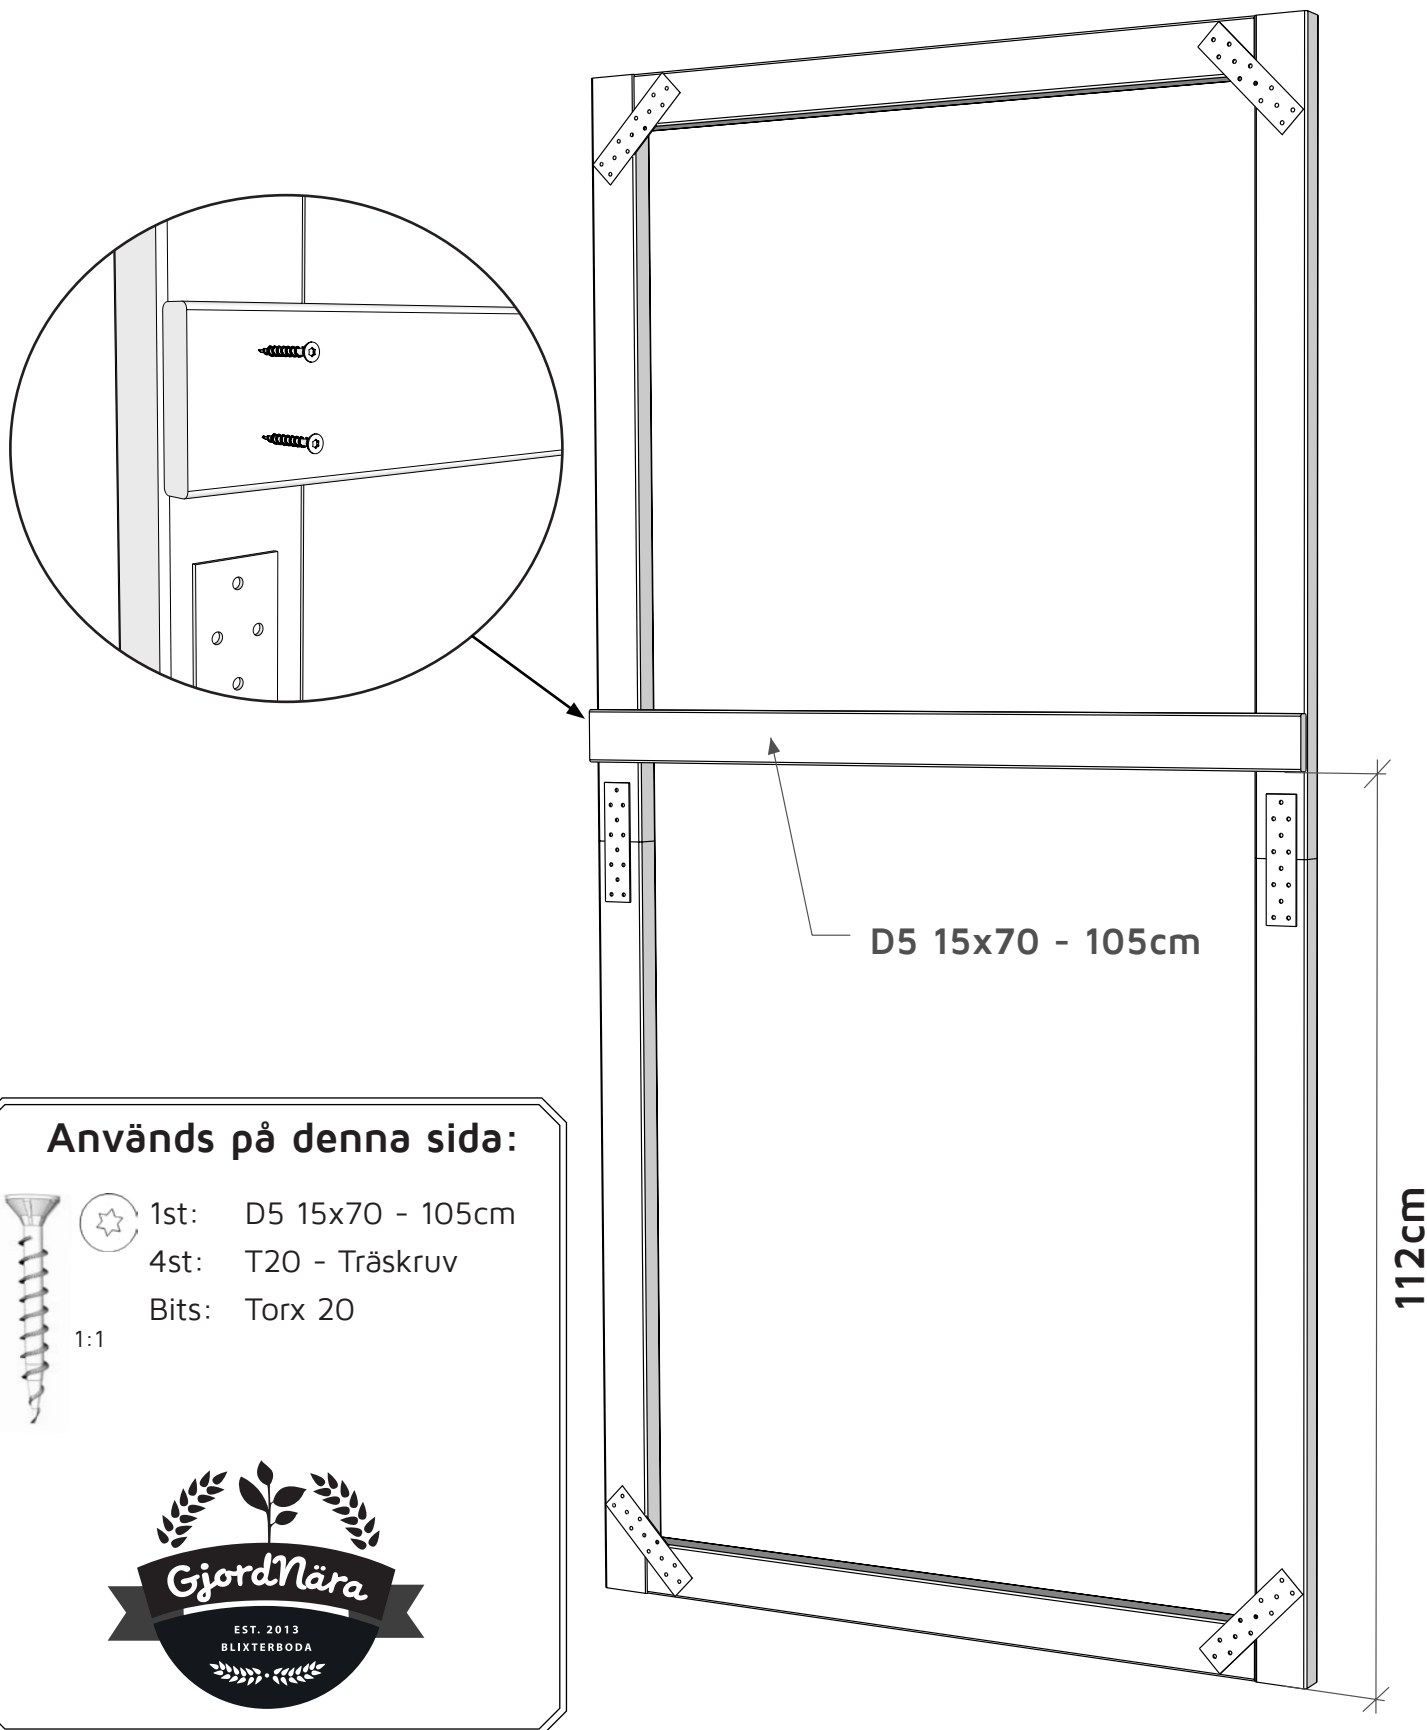 D5 15x70 - 105cm
112cm
Används på denna sida:
1st: D5 15x70 - 105cm
4st: T20 - Träskruv
Bits: Torx 20
1:1
GjordNära
EST. 2013
BLIXTERBODA